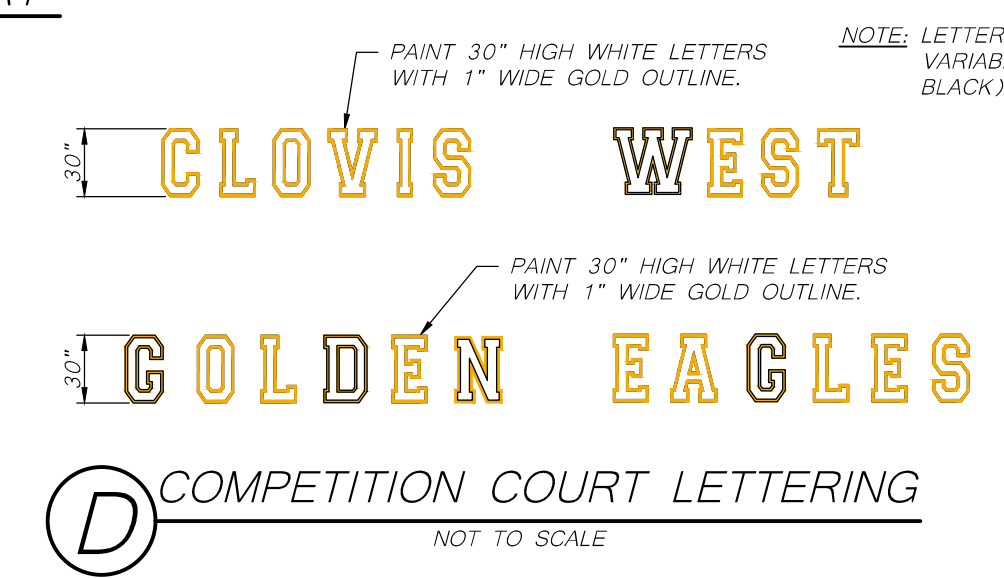 PAINT 30" HIGH WHITE LETTERS
WITH 1" WIDE GOLD OUTLINE.
NOTE: LETTER
BLACK)
30"
CLOVIS WEST
PAINT 30" HIGH WHITE LETTERS
WITH 1" WIDE GOLD OUTLINE.
30"
GOLDEN EAGLES
D
COMPETITION COURT LETTERING
NOT TO SCALE